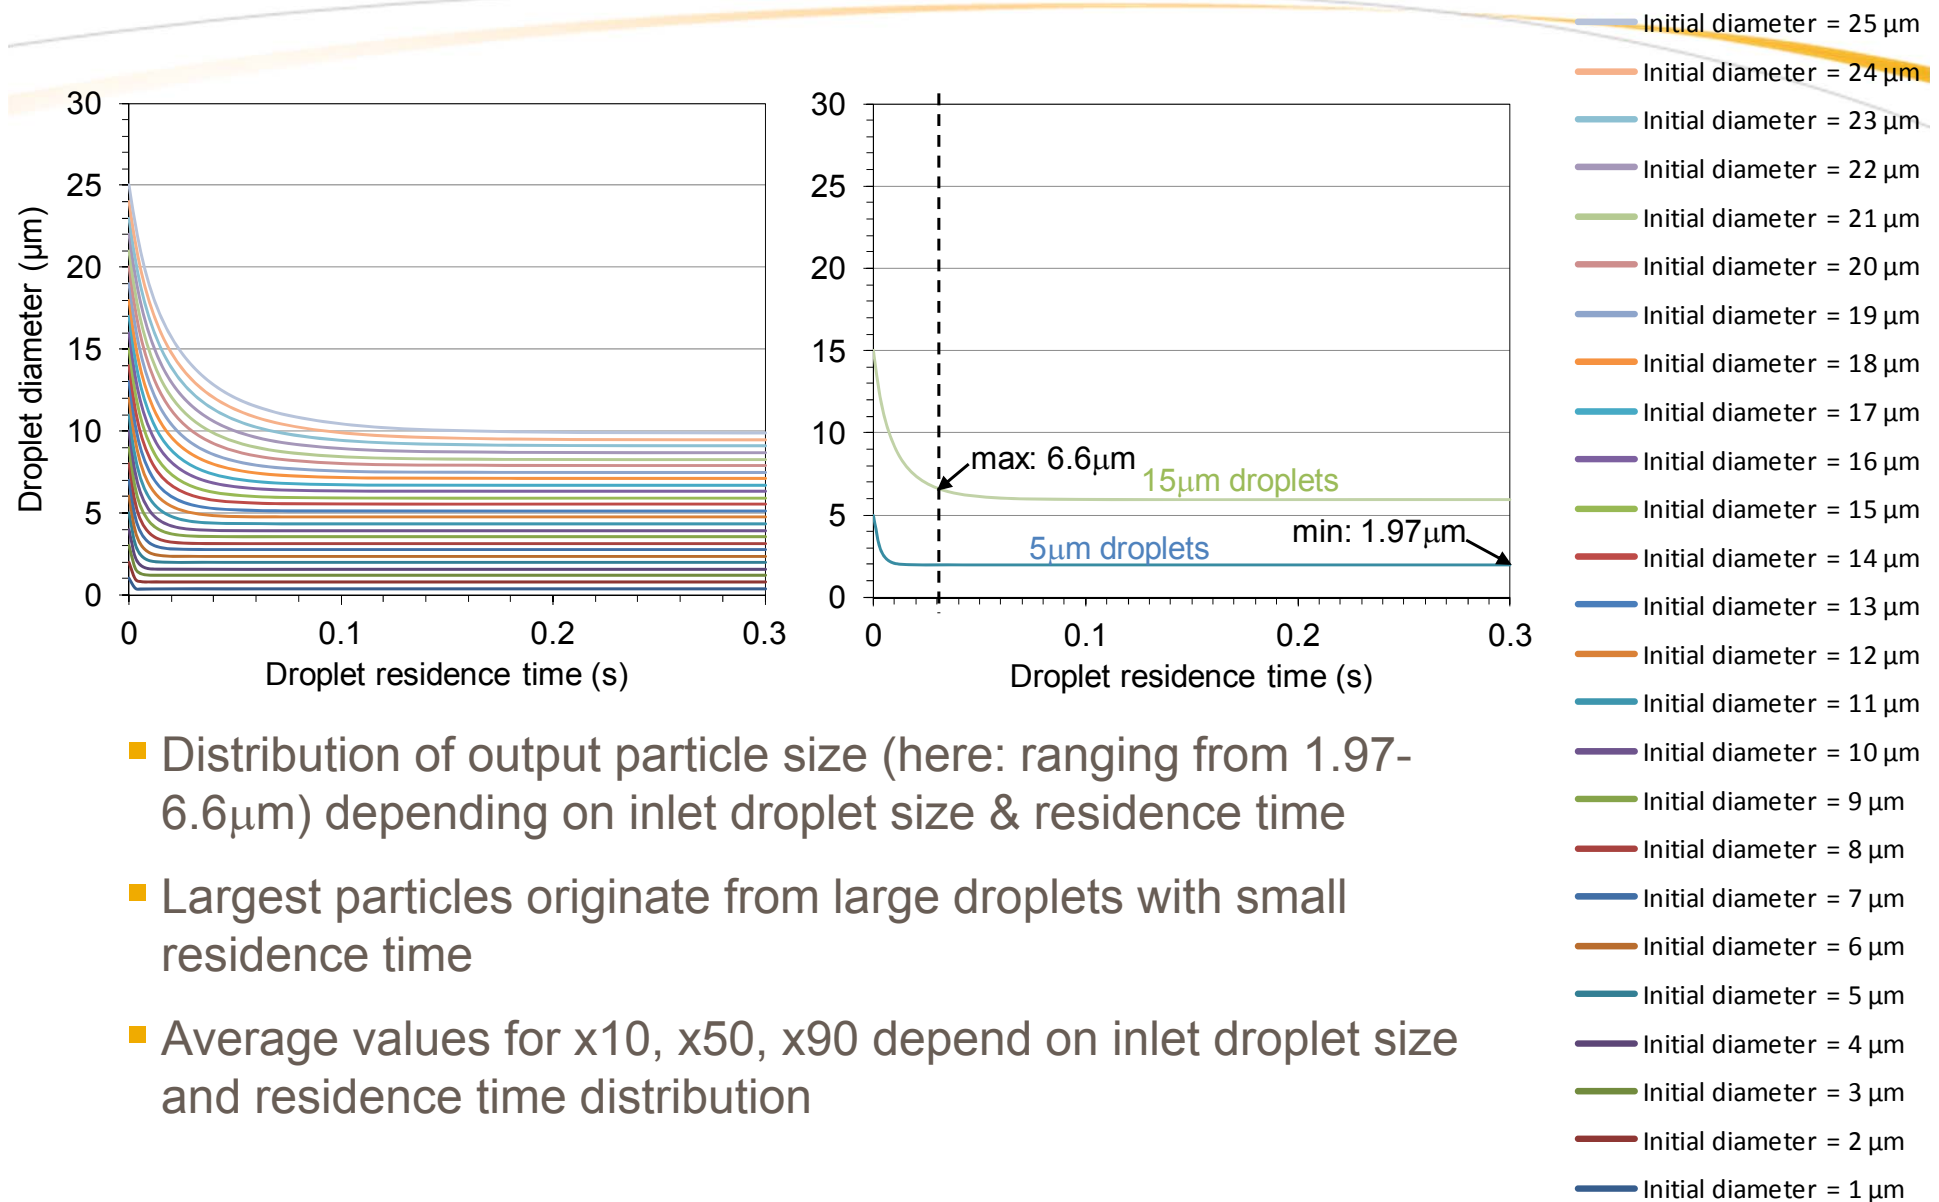 30
25
20
15
10
5
0
0
0.1
0.2
0.3
Droplet diameter (µm)
Droplet residence time (s)
30
25
20
15
10
5
0
0
0.1
0.2
0.3
max: 6.6µm
15µm droplets
5µm droplets
min: 1.97µm
Droplet residence time (s)
Initial diameter = 25 µm
Initial diameter = 24 µm
Initial diameter = 23 µm
Initial diameter = 22 µm
Initial diameter = 21 µm
Initial diameter = 20 µm
Initial diameter = 19 µm
Initial diameter = 18 µm
Initial diameter = 17 µm
Initial diameter = 16 µm
Initial diameter = 15 µm
Initial diameter = 14 µm
Initial diameter = 13 µm
Initial diameter = 12 µm
Initial diameter = 11 µm
Initial diameter = 10 µm
Initial diameter = 9 µm
Initial diameter = 8 µm
Initial diameter = 7 µm
Initial diameter = 6 µm
Initial diameter = 5 µm
Initial diameter = 4 µm
Initial diameter = 3 µm
Initial diameter = 2 µm
Initial diameter = 1 µm
Distribution of output particle size (here: ranging from 1.97-
6.6µm) depending on inlet droplet size & residence time
Largest particles originate from large droplets with small
residence time
Average values for x10, x50, x90 depend on inlet droplet size
and residence time distribution